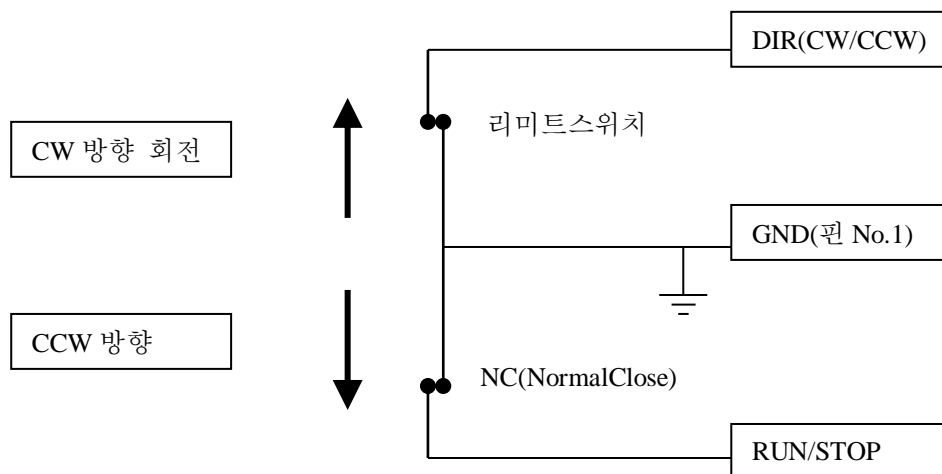 DIR(CW/CCW)
리미트스위치
CW 방향 회전
GND(핀 No.1)
CCW 방향
NC(NormalClose)
RUN/STOP